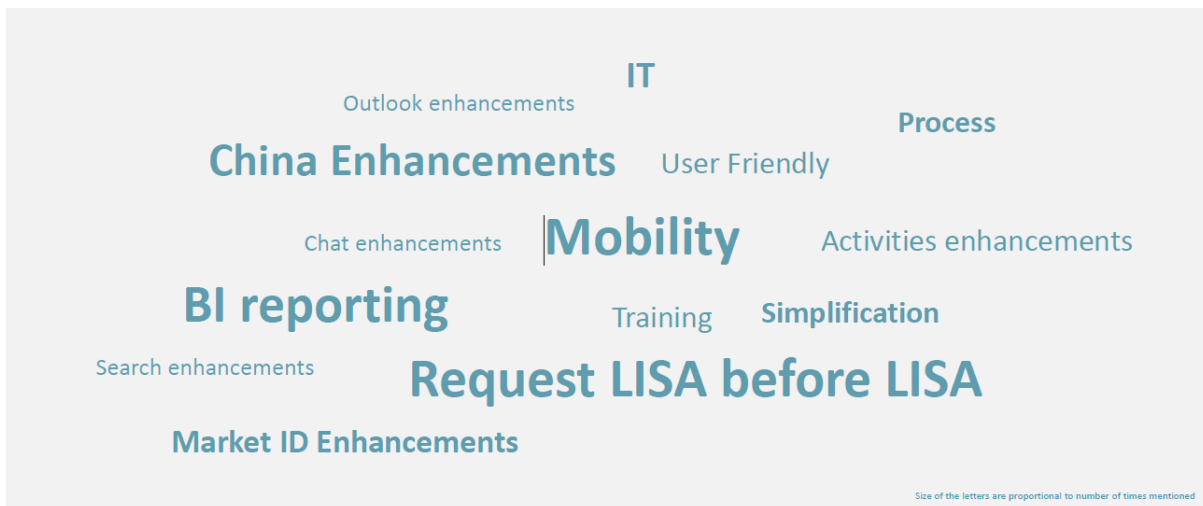 IT
Outlook enhancements
Process
China Enhancements
User Friendly
Mobility
Chat enhancements
Activities enhancements
BI reporting
Training
Simplification
Search enhancements
Request LISA before LISA
Market ID Enhancements
Size of the letters are proportional to number of times mentioned